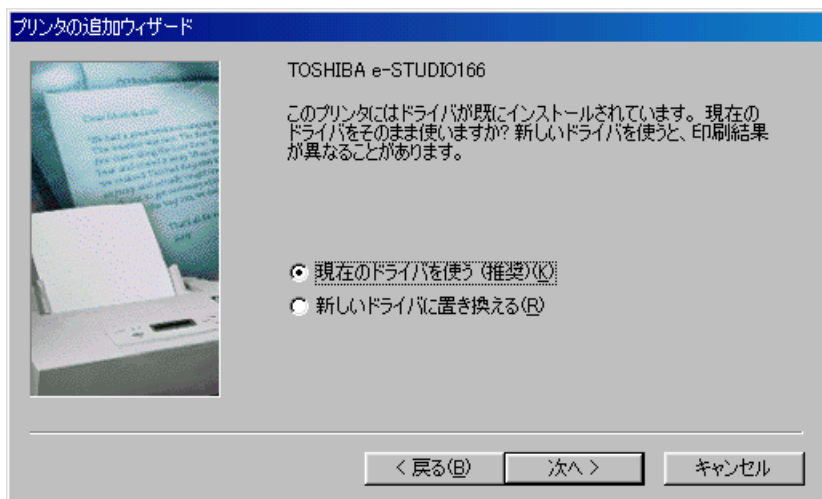 プリンタの追加ウィザード
TOSHIBA e-STUDIO166
このプリンタにはドライバが既にインストールされています。現在の
ドライバをそのまま使いますか? 新しいドライバを使うと、印刷結果
が異なることがあります。
現在のドライバを使う (推奨)(K)
新しいドライバに置き換える(R)
< 戻る(B)
次へ >
キャンセル